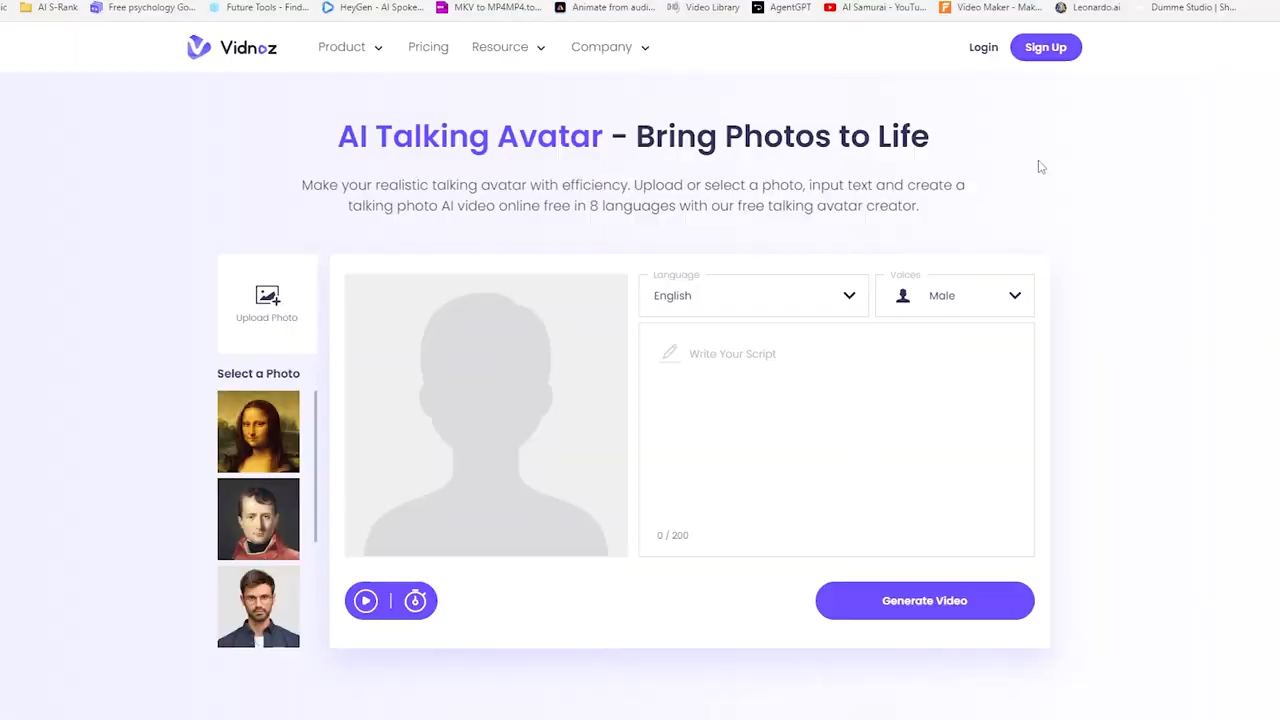 ic AI S-Rank Free psychology Go... Future Tools - Find... HeyGen - AI Spoke... MKV to MP4MP4.to... Animate from audi... Video Library AgentGPT AI Samurai - YouTu... Video Maker - Mak... Leonardo.ai Dumme Studio | Sh...
Vidnoz Product Pricing Resource Company Login Sign Up
AI Talking Avatar - Bring Photos to Life
Make your realistic talking avatar with efficiency. Upload or select a photo, input text and create a
talking photo AI video online free in 8 languages with our free talking avatar creator.
Upload Photo
Select a Photo
Language
English
Voices
Male
Write Your Script
0 / 200
Generate Video